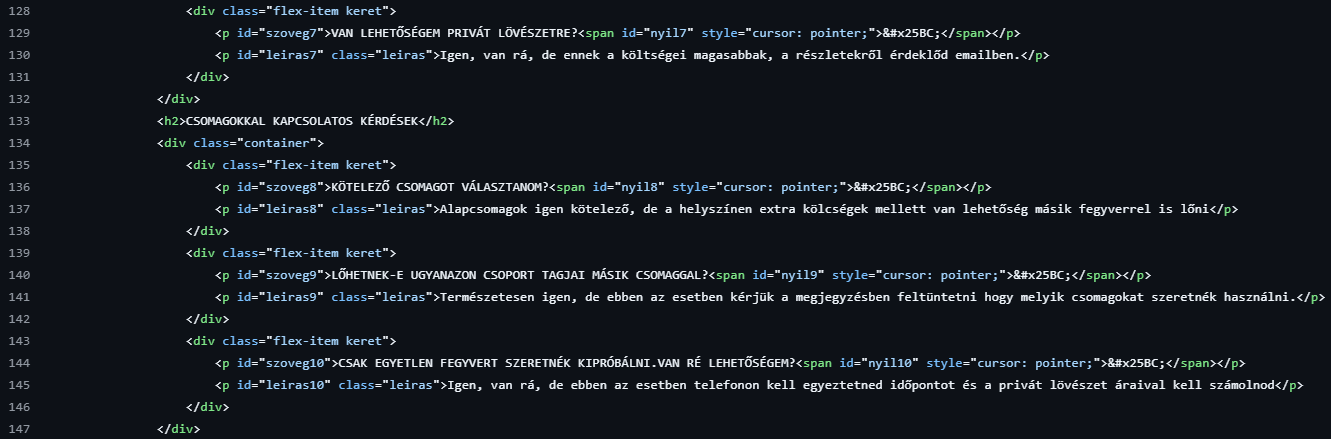 128 <div class="flex-item keret">
129 <p id="szoveg7">VAN LEHETŐSÉGEM PRIVÁT LÖVÉSZETRE?<span id="nyil7" style="cursor: pointer;">&#x25BC;</span></p>
130 <p id="leiras7" class="leiras">Igen, van rá, de ennek a költségei magasabbak, a részletekről érdeklőd emailben.</p>
131 </div>
132 </div>
133 <h2>CSOMAGOKKAL KAPCSOLATOS KÉRDÉSEK</h2>
134 <div class="container">
135 <div class="flex-item keret">
136 <p id="szoveg8">KÖTELEZŐ CSOMAGOT VÁLASZTANOM?<span id="nyil8" style="cursor: pointer;">&#x25BC;</span></p>
137 <p id="leiras8" class="leiras">Alapcsomagok igen kötelező, de a helyszínen extra kölcségek mellett van lehetőség másik fegyverrel is lőni</p>
138 </div>
139 <div class="flex-item keret">
140 <p id="szoveg9">LŐHETNEK-E UGYANAZON CSOPORT TAGJAI MÁSIK CSOMAGGAL?<span id="nyil9" style="cursor: pointer;">&#x25BC;</span></p>
141 <p id="leiras9" class="leiras">Természetesen igen, de ebben az esetben kérjük a megjegyzésben feltüntetni hogy melyik csomagokat szeretnék használni.</p>
142 </div>
143 <div class="flex-item keret">
144 <p id="szoveg10">CSAK EGYETLEN FEGYVERT SZERETNÉK KIPRÓBÁLNI.VAN RÉ LEHETŐSÉGEM?<span id="nyil10" style="cursor: pointer;">&#x25BC;</span></p>
145 <p id="leiras10" class="leiras">Igen, van rá, de ebben az esetben telefonon kell egyeztetned időpontot és a privát lövészet áraival kell számolnod</p>
146 </div>
147 </div>